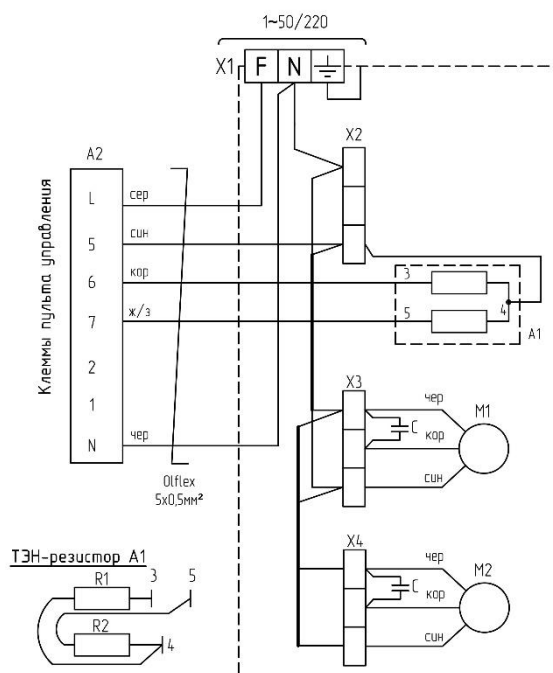 1~50/220
X1 F N
X2
A2
Клеммы пульта управления
L сер
5 син
6 кор
7 ж/з
2
1
N чер
Olflex
5х0,5мм²
3
5 4
A1
X3
чер
C кор
син
M1
X4
чер
C кор
син
M2
ТЭН-резистор А1
R1 3 5
R2 4